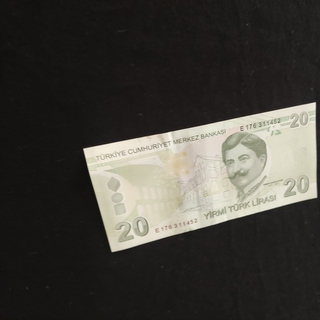 TÜRKİYE CUMHURİYET MERKEZ BANKASI
E 176 311452
20
20
E 176 311452
YİRMİ TÜRK LİRASI
20